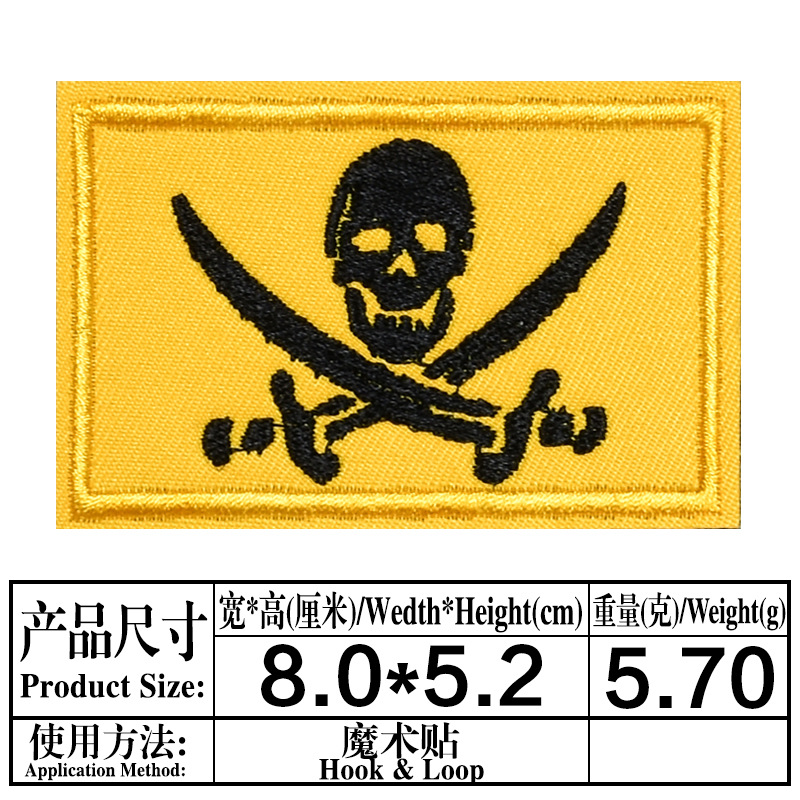 产品尺寸
Product Size:
宽*高(厘米)/Wedth*Height(cm)
重量(克)/Weight(g)
8.0*5.2
5.70
使用方法:
Application Method:
魔术贴
Hook & Loop